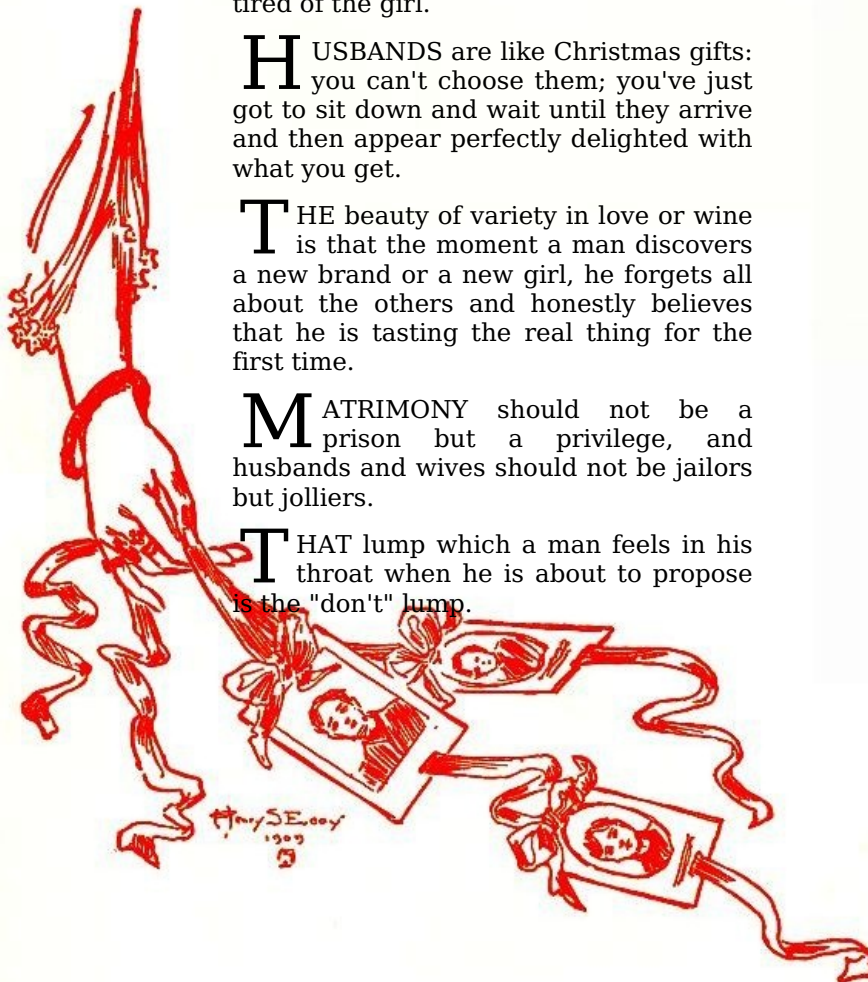 tired of the girl.
HUSBANDS are like Christmas gifts:
you can't choose them; you've just
got to sit down and wait until they arrive
and then appear perfectly delighted with
what you get.
THE beauty of variety in love or wine
is that the moment a man discovers
a new brand or a new girl, he forgets all
about the others and honestly believes
that he is tasting the real thing for the
first time.
MATRIMONY should not be a
prison but a privilege, and
husbands and wives should not be jailors
but jolliers.
THAT lump which a man feels in his
throat when he is about to propose
is the "don't" lump.
1909